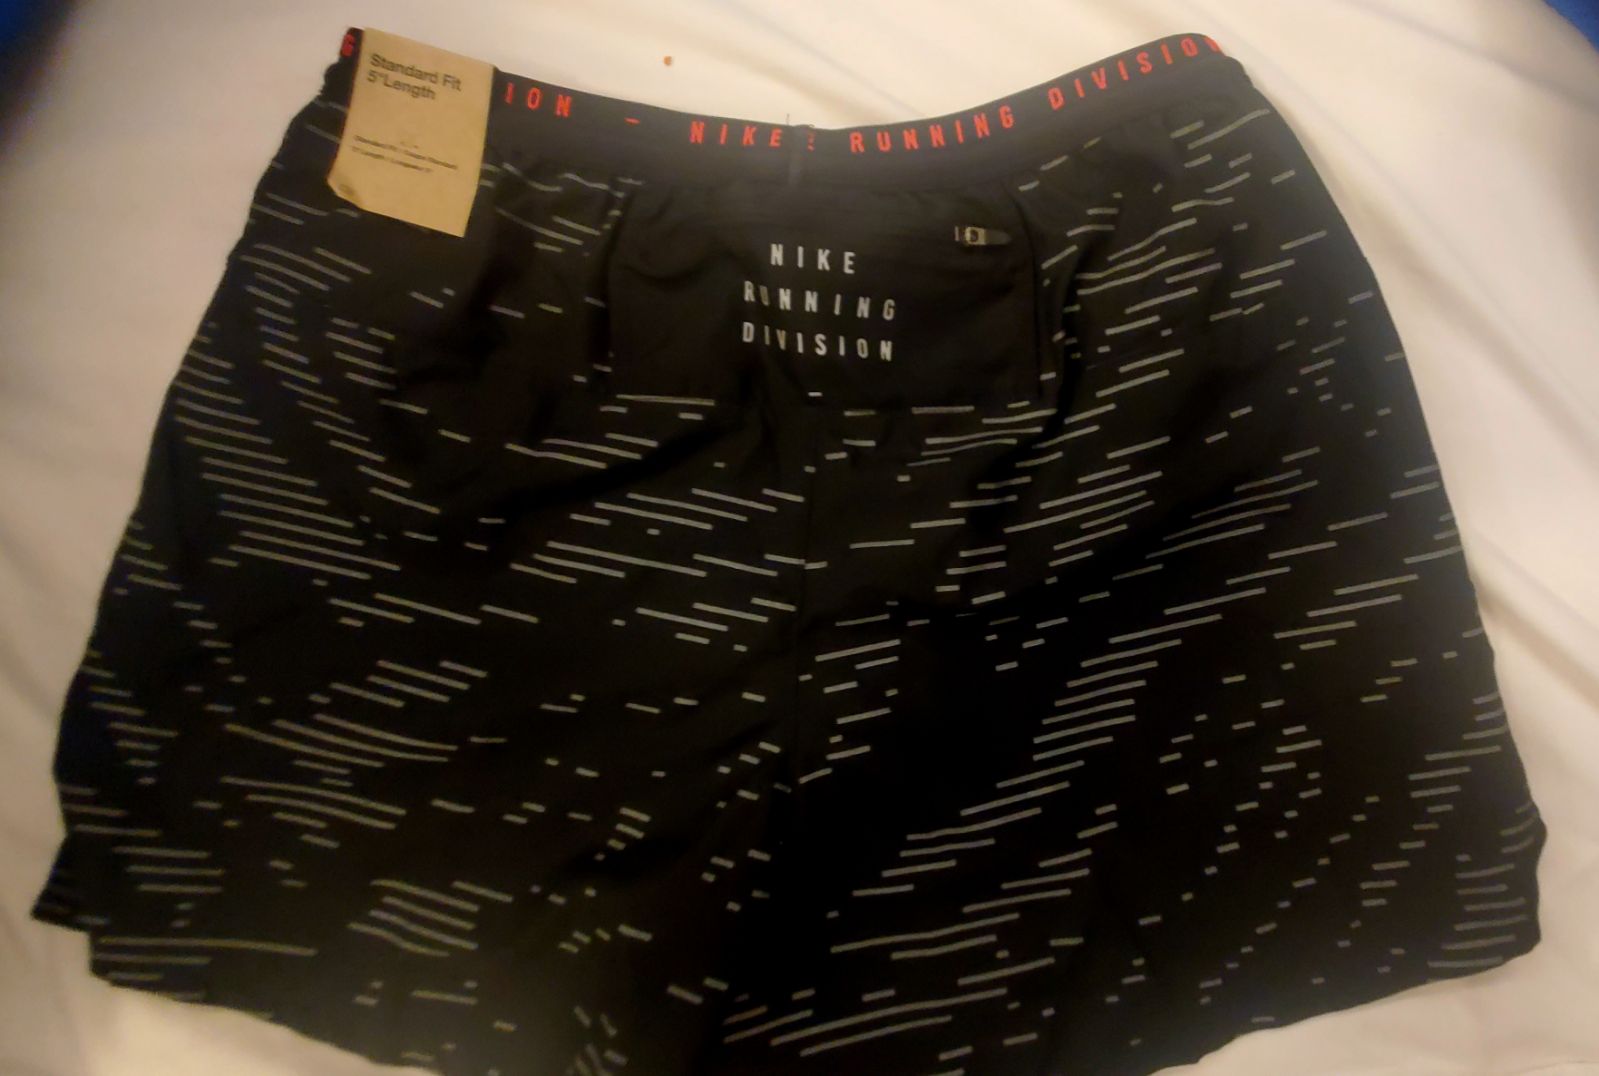 Standard Fit
5" Length
G
ION - NIKE RUNNING DIVISION
NIKE
RUNNING
DIVISION